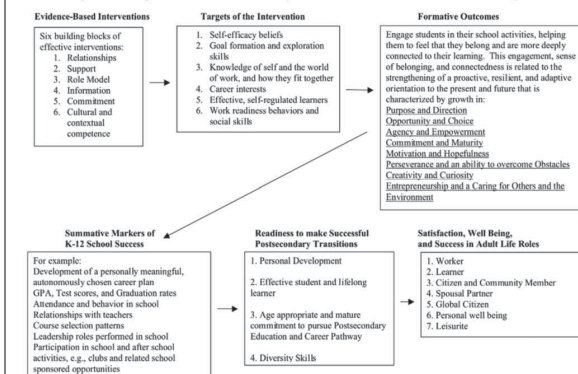 Evidence-Based Interventions
Six building blocks of
effective interventions:
1. Relationships
2. Support
3. Role Model
4. Information
5. Commitment
6. Cultural and
contextual
competence
Targets of the Intervention
1. Self-efficacy beliefs
2. Goal formation and exploration
skills
3. Knowledge of self and the world
of work, and how they fit together
4. Career interests
5. Effective, self-regulated learners
6. Work readiness behaviors and
social skills
Formative Outcomes
Engage students in their school activities, helping
them to feel that they belong and are more deeply
connected to their learning. This engagement, sense
of belonging, and connectedness is related to the
strengthening of a proactive, resilient, and adaptive
orientation to the present and future that is
characterized by growth in:
Purpose and Direction
Opportunity and Choice
Agency and Empowerment
Commitment and Maturity
Motivation and Hopefulness
Perseverance and an ability to overcome Obstacles
Creativity and Curiosity
Entrepreneurship and a Caring for Others and the
Environment
Summative Markers of
K-12 School Success
For example:
Development of a personally meaningful,
autonomously chosen career plan
GPA, Test scores, and Graduation rates
Attendance and behavior in school
Relationships with teachers
Course selection patterns
Leadership roles performed in school
Participation in school and after school
activities, e.g., clubs and related school
sponsored opportunities
Readiness to make Successful
Postsecondary Transitions
1. Personal Development
2. Effective student and lifelong
learner
3. Age appropriate and mature
commitment to pursue Postsecondary
Education and Career Pathway
4. Diversity Skills
Satisfaction, Well Being,
and Success in Adult Life Roles
1. Worker
2. Learner
3. Citizen and Community Member
4. Spousal Partner
5. Global Citizen
6. Personal well being
7. Leisurite